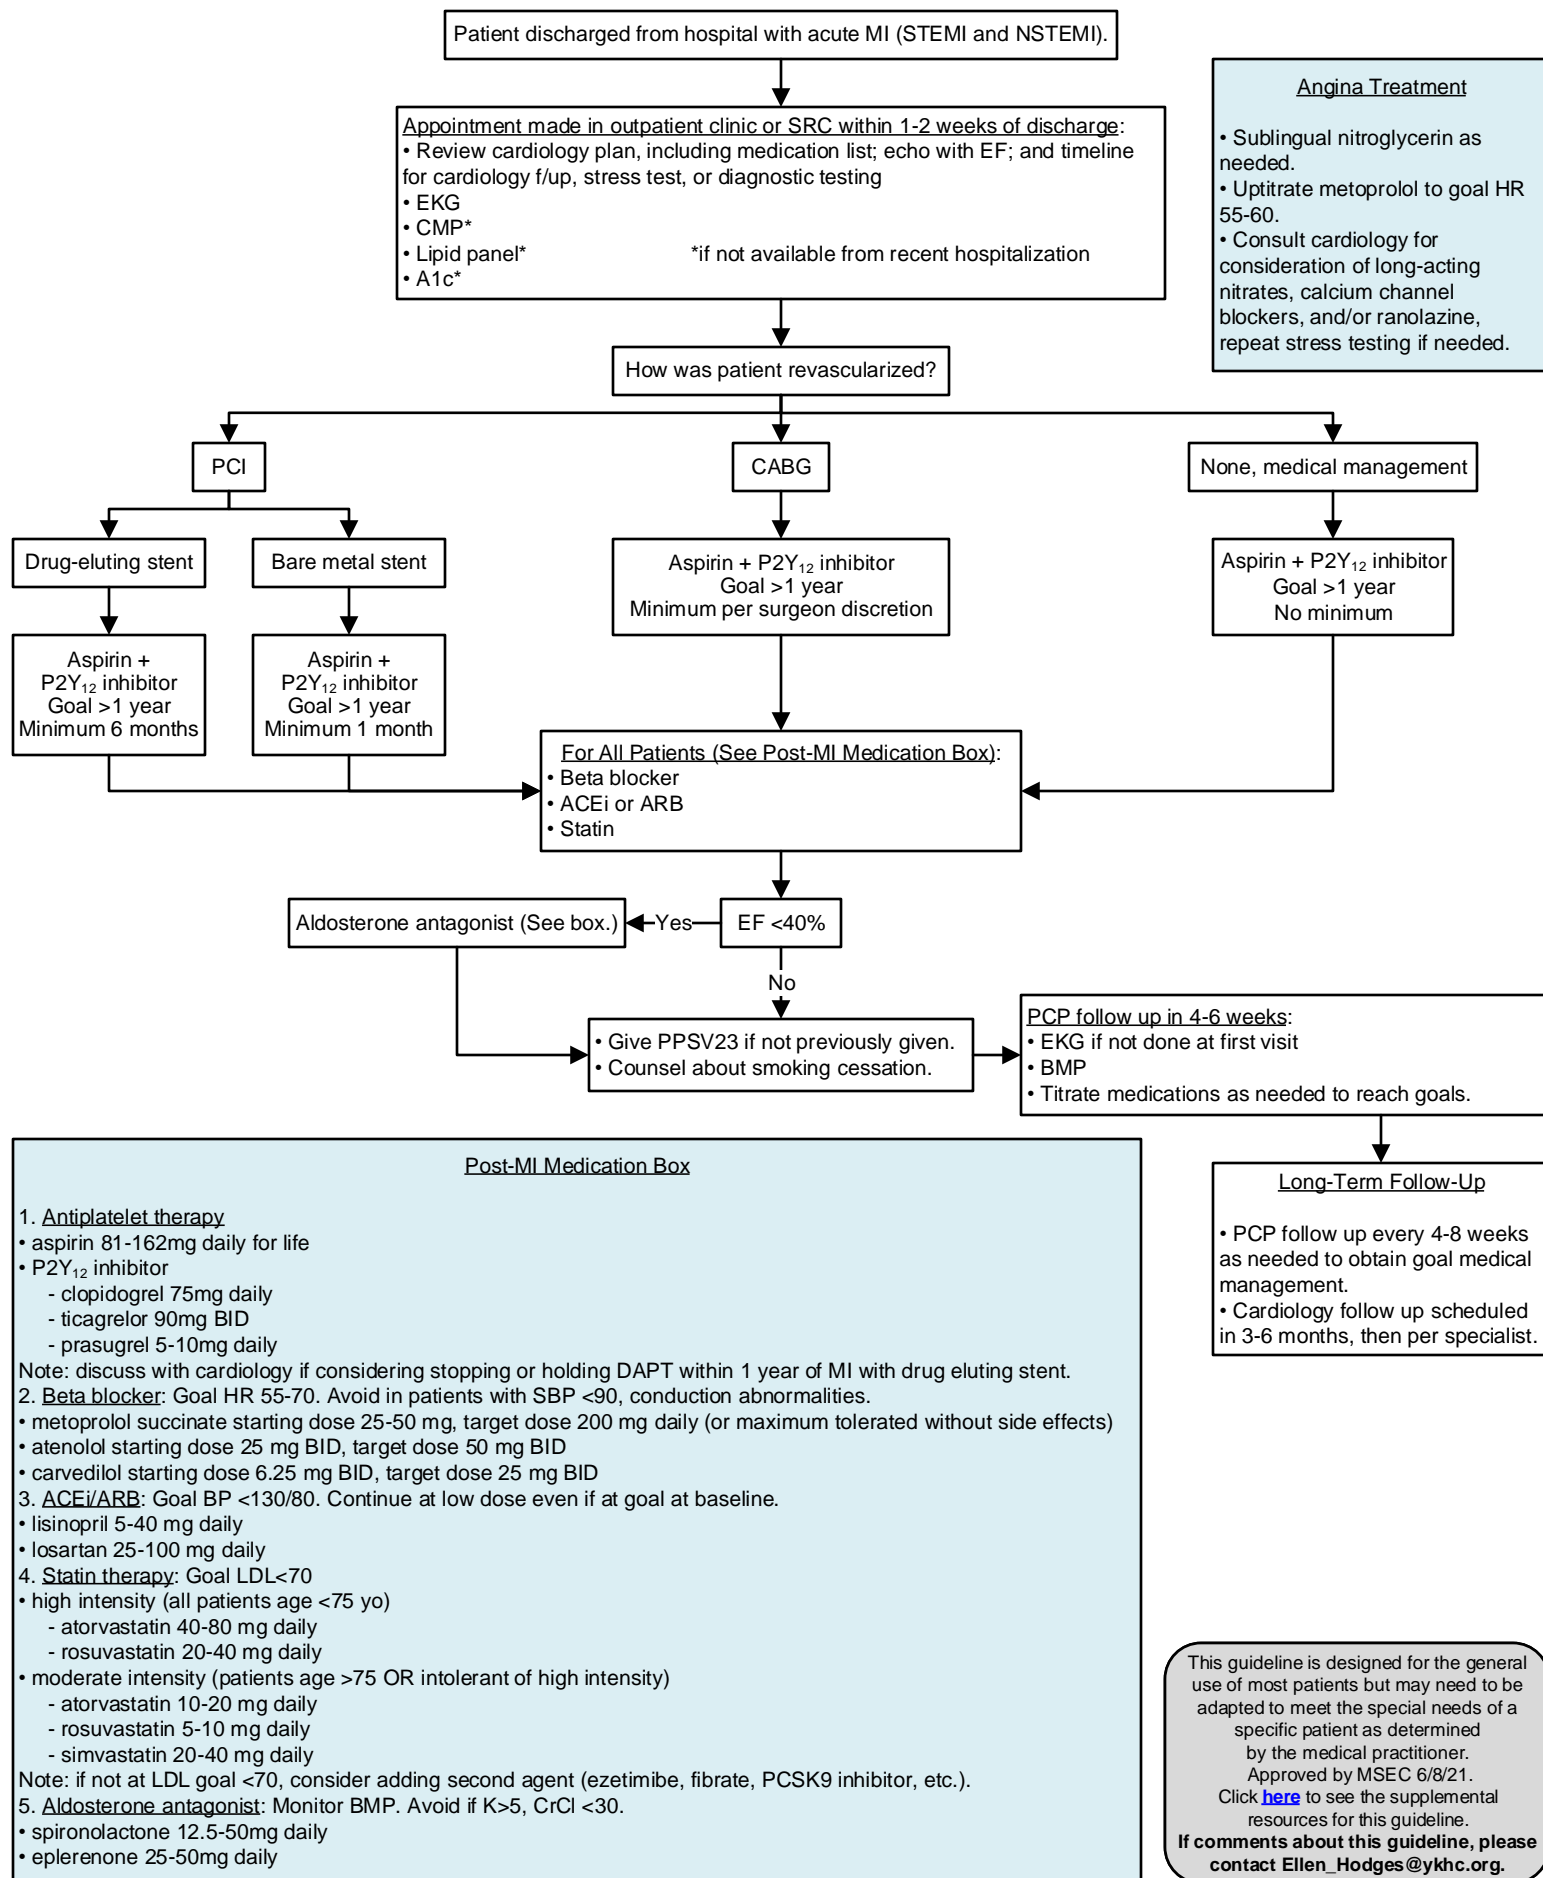 Patient discharged from hospital with acute MI (STEMI and NSTEMI).
Appointment made in outpatient clinic or SRC within 1-2 weeks of discharge:
• Review cardiology plan, including medication list; echo with EF; and timeline
for cardiology f/up, stress test, or diagnostic testing
• EKG
• CMP*
• Lipid panel* *if not available from recent hospitalization
• A1c*
Angina Treatment
• Sublingual nitroglycerin as
needed.
• Uptitrate metoprolol to goal HR
55-60.
• Consult cardiology for
consideration of long-acting
nitrates, calcium channel
blockers, and/or ranolazine,
repeat stress testing if needed.
How was patient revascularized?
PCI
CABG
None, medical management
Drug-eluting stent
Bare metal stent
Aspirin + P2Y₁₂ inhibitor
Goal >1 year
Minimum per surgeon discretion
Aspirin + P2Y₁₂ inhibitor
Goal >1 year
No minimum
Aspirin +
P2Y₁₂ inhibitor
Goal >1 year
Minimum 6 months
Aspirin +
P2Y₁₂ inhibitor
Goal >1 year
Minimum 1 month
For All Patients (See Post-MI Medication Box):
• Beta blocker
• ACEi or ARB
• Statin
Aldosterone antagonist (See box.)
Yes
EF <40%
No
• Give PPSV23 if not previously given.
• Counsel about smoking cessation.
PCP follow up in 4-6 weeks:
• EKG if not done at first visit
• BMP
• Titrate medications as needed to reach goals.
Long-Term Follow-Up
• PCP follow up every 4-8 weeks
as needed to obtain goal medical
management.
• Cardiology follow up scheduled
in 3-6 months, then per specialist.
Post-MI Medication Box
1. Antiplatelet therapy
• aspirin 81-162mg daily for life
• P2Y₁₂ inhibitor
- clopidogrel 75mg daily
- ticagrelor 90mg BID
- prasugrel 5-10mg daily
Note: discuss with cardiology if considering stopping or holding DAPT within 1 year of MI with drug eluting stent.
2. Beta blocker: Goal HR 55-70. Avoid in patients with SBP <90, conduction abnormalities.
• metoprolol succinate starting dose 25-50 mg, target dose 200 mg daily (or maximum tolerated without side effects)
• atenolol starting dose 25 mg BID, target dose 50 mg BID
• carvedilol starting dose 6.25 mg BID, target dose 25 mg BID
3. ACEi/ARB: Goal BP <130/80. Continue at low dose even if at goal at baseline.
• lisinopril 5-40 mg daily
• losartan 25-100 mg daily
4. Statin therapy: Goal LDL<70
• high intensity (all patients age <75 yo)
- atorvastatin 40-80 mg daily
- rosuvastatin 20-40 mg daily
• moderate intensity (patients age >75 OR intolerant of high intensity)
- atorvastatin 10-20 mg daily
- rosuvastatin 5-10 mg daily
- simvastatin 20-40 mg daily
Note: if not at LDL goal <70, consider adding second agent (ezetimibe, fibrate, PCSK9 inhibitor, etc.).
5. Aldosterone antagonist: Monitor BMP. Avoid if K>5, CrCl <30.
• spironolactone 12.5-50mg daily
• eplerenone 25-50mg daily
This guideline is designed for the general
use of most patients but may need to be
adapted to meet the special needs of a
specific patient as determined
by the medical practitioner.
Approved by MSEC 6/8/21.
Click here to see the supplemental
resources for this guideline.
If comments about this guideline, please
contact Ellen_Hodges@ykhc.org.